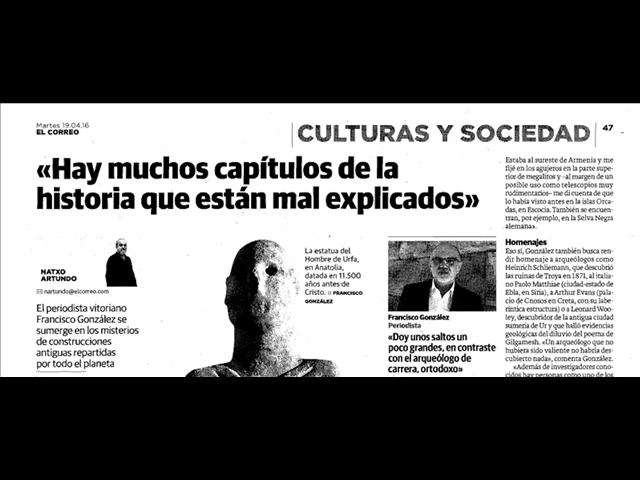 Martes 19.04.16
EL CORREO
CULTURAS Y SOCIEDAD
47
«Hay muchos capítulos de la
historia que están mal explicados»
NATXO
ARTUNDO
nartundo@elcorreo.com
El periodista vitoriano
Francisco González se
sumerge en los misterios
de construcciones
antiguas repartidas
por todo el planeta
La estatua del
Hombre de Urfa,
en Anatolia,
datada en 11.500
años antes de
Cristo. :: FRANCISCO
GONZÁLEZ
Francisco González
Periodista
«Doy unos saltos un
poco grandes, en contraste
con el arqueólogo de
carrera, ortodoxo»
Estaba al sureste de Armenia y me
fijé en los agujeros en la parte supe-
rior de megalitos y –al margen de un
posible uso como telescopios muy
rudimentarios– me di cuenta de que
lo había visto antes en la islas Orca-
das, en Escocia. También se encuen-
tran, por ejemplo, en la Selva Negra
alemana».
Homenajes
Eso sí, González también busca ren-
dir homenaje a arqueólogos como
Heinrich Schliemann, que descubrió
las ruinas de Troya en 1871, al italia-
no Paolo Matthiae (ciudad-estado de
Ebla, en Siria), a Arthur Evans (pala-
cio de Cnosos en Creta, con su labe-
ríntica estructura) o a Leonard Woo-
ley, descubridor de la antigua ciudad
sumeria de Ur y que halló evidencias
geológicas del diluvio del poema de
Gilgamesh. «Un arqueólogo que no
hubiera sido valiente no habría des-
cubierto nada», comenta González.
«Además de investigadores cono-
cidos hay personas como uno de los